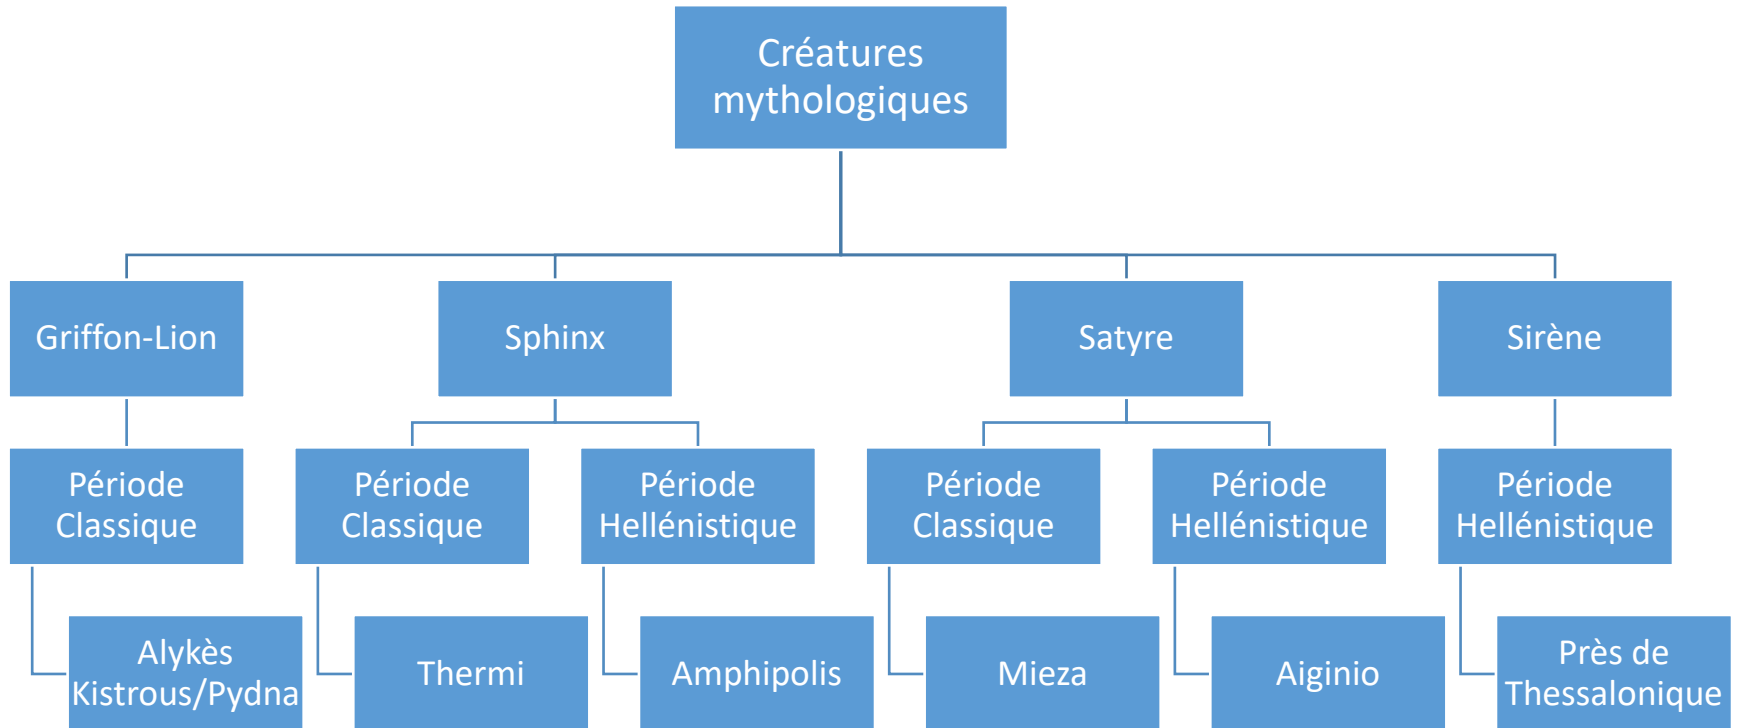 Créatures
mythologiques
Griffon-Lion
Sphinx
Satyre
Sirène
Période
Classique
Période
Classique
Période
Hellénistique
Période
Classique
Période
Hellénistique
Période
Hellénistique
Alykès
Kistrous/Pydna
Thermi
Amphipolis
Mieza
Aiginio
Près de
Thessalonique